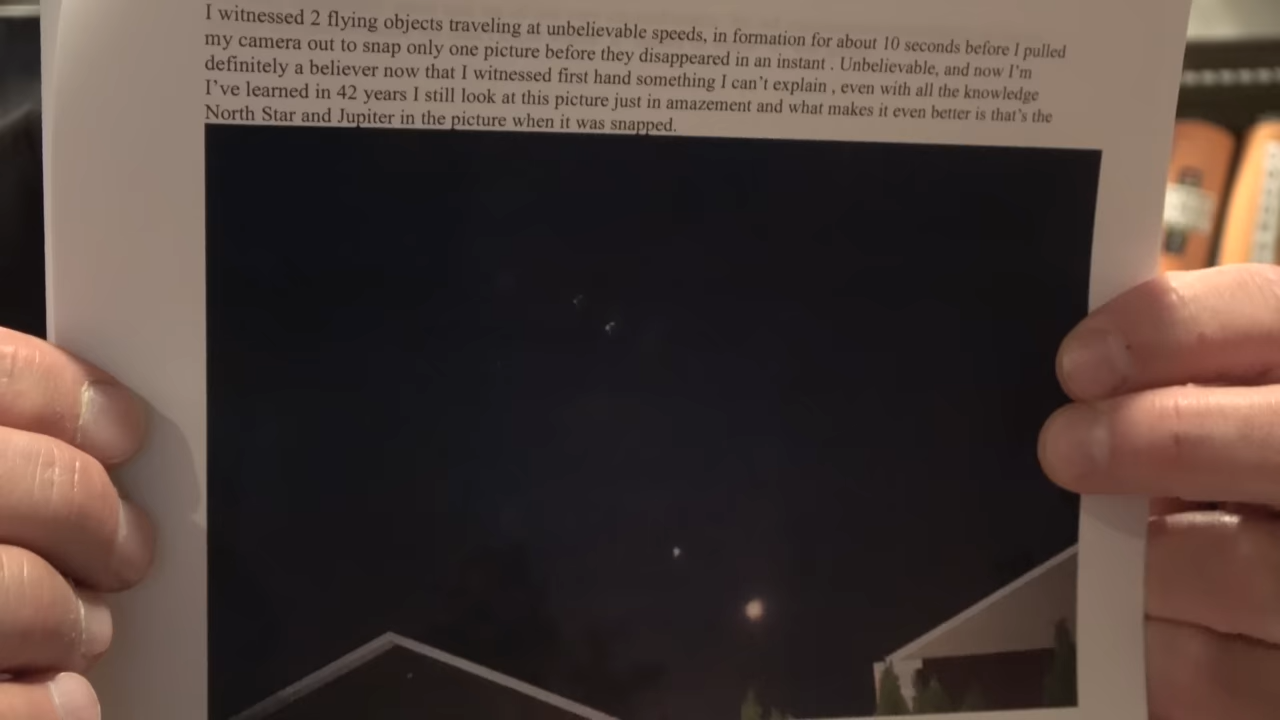 I witnessed 2 flying objects traveling at unbelievable speeds, in formation for about 10 seconds before I pulled
my camera out to snap only one picture before they disappeared in an instant . Unbelievable, and now I'm
definitely a believer now that I witnessed first hand something I can't explain , even with all the knowledge
I've learned in 42 years I still look at this picture just in amazement and what makes it even better is that's the
North Star and Jupiter in the picture when it was snapped.